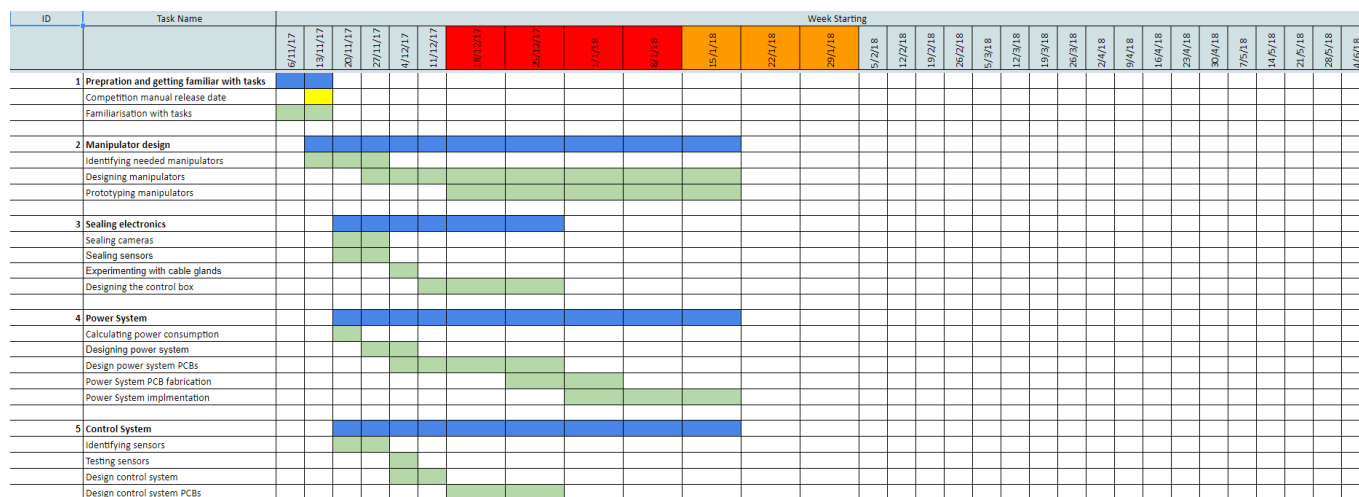 ID Task Name Week Starting
6/11/17 13/11/17 20/11/17 27/11/17 4/12/17 11/12/17 18/12/17 25/12/17 1/1/18 8/1/18 15/1/18 22/1/18 29/1/18 5/2/18 12/2/18 19/2/18 26/2/18 5/3/18 12/3/18 19/3/18 26/3/18 2/4/18 9/4/18 16/4/18 23/4/18 30/4/18 7/5/18 14/5/18 21/5/18 28/5/18 4/6/18
1 Prepration and getting familiar with tasks
Competition manual release date
Familiarisation with tasks
2 Manipulator design
Identifying needed manipulators
Designing manipulators
Prototyping manipulators
3 Sealing electronics
Sealing cameras
Sealing sensors
Experimenting with cable glands
Designing the control box
4 Power System
Calculating power consumption
Designing power system
Design power system PCBs
Power System PCB fabrication
Power System implmentation
5 Control System
Identifying sensors
Testing sensors
Design control system
Design control system PCBs